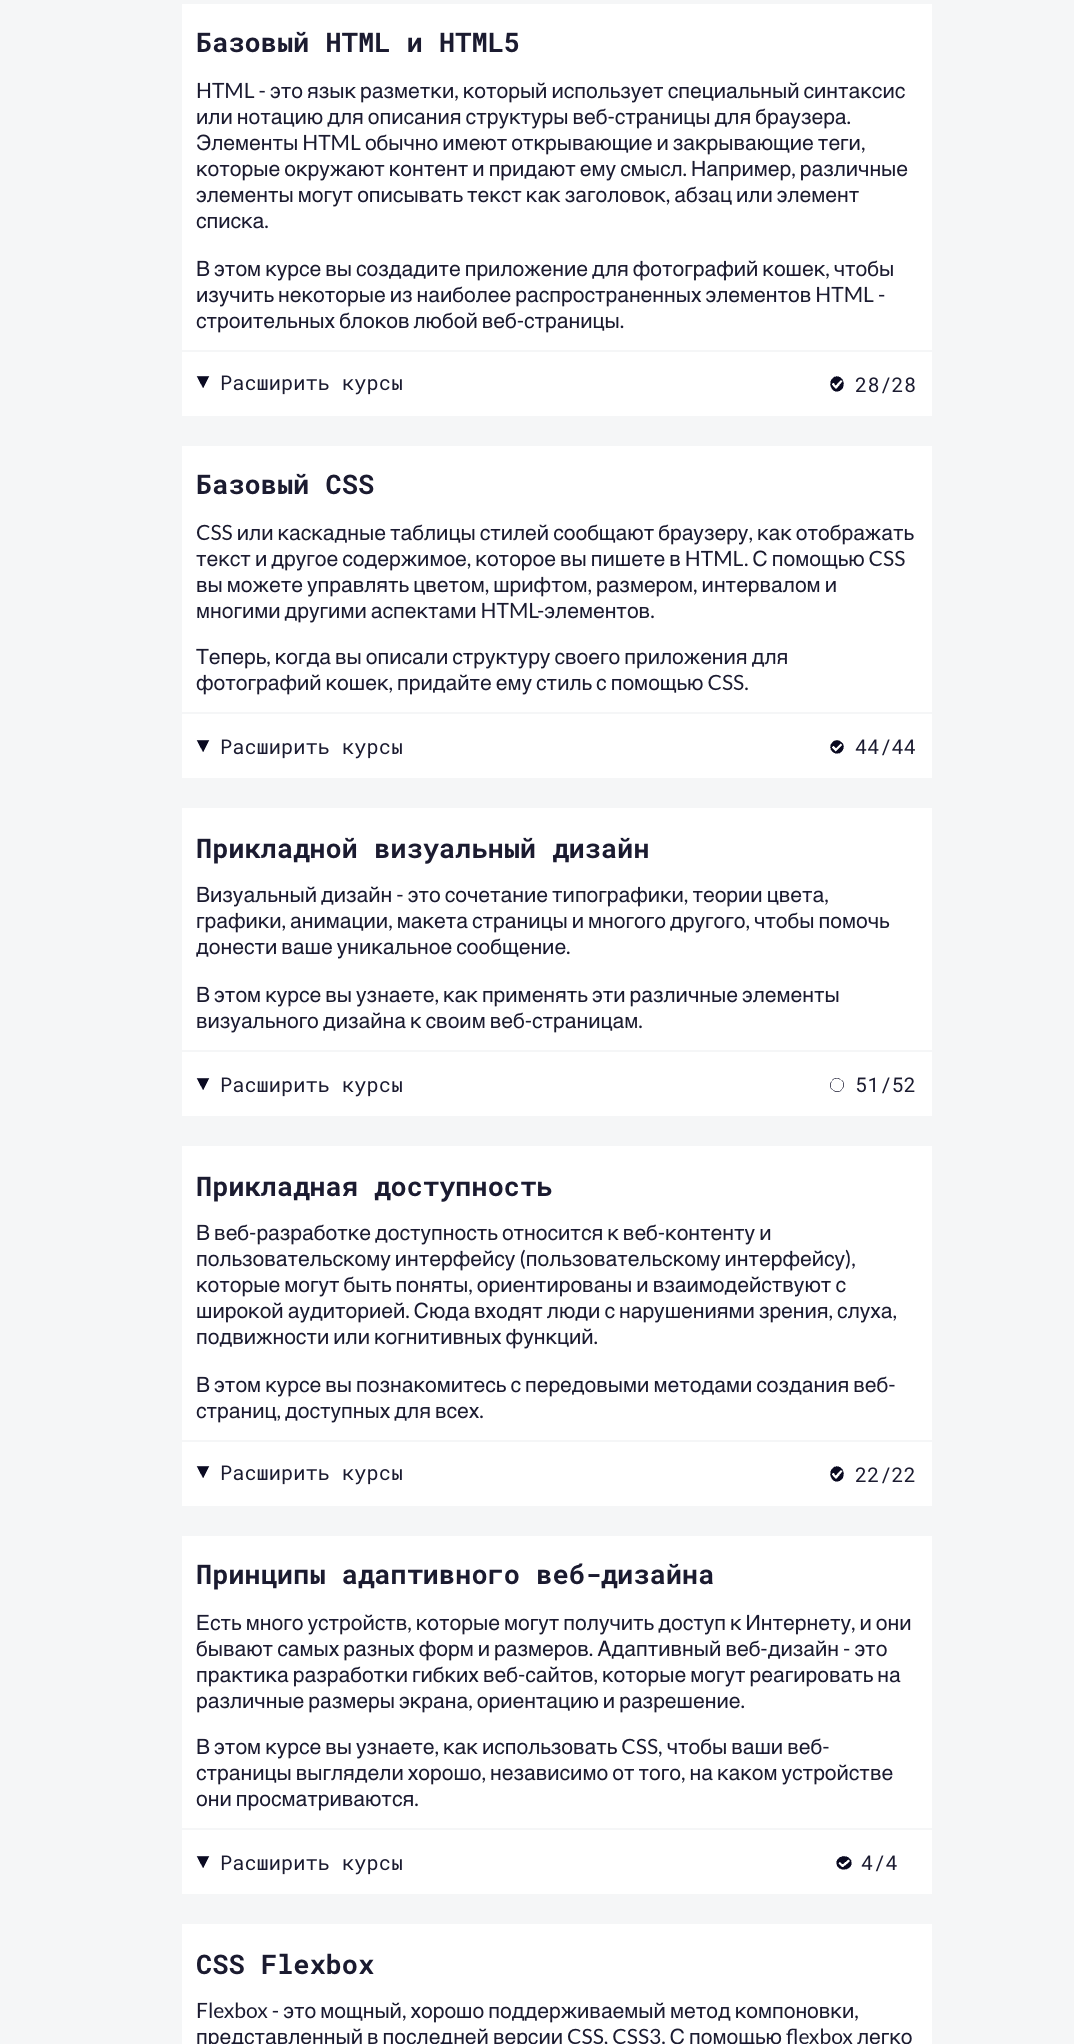 Базовый HTML и HTML5
HTML - это язык разметки, который использует специальный синтаксис
или нотацию для описания структуры веб-страницы для браузера.
Элементы HTML обычно имеют открывающие и закрывающие теги,
которые окружают контент и придают ему смысл. Например, различные
элементы могут описывать текст как заголовок, абзац или элемент
списка.
В этом курсе вы создадите приложение для фотографий кошек, чтобы
изучить некоторые из наиболее распространенных элементов HTML -
строительных блоков любой веб-страницы.
▼ Расширить курсы 28/28
Базовый CSS
CSS или каскадные таблицы стилей сообщают браузеру, как отображать
текст и другое содержимое, которое вы пишете в HTML. С помощью CSS
вы можете управлять цветом, шрифтом, размером, интервалом и
многими другими аспектами HTML-элементов.
Теперь, когда вы описали структуру своего приложения для
фотографий кошек, придайте ему стиль с помощью CSS.
▼ Расширить курсы 44/44
Прикладной визуальный дизайн
Визуальный дизайн - это сочетание типографики, теории цвета,
графики, анимации, макета страницы и многого другого, чтобы помочь
донести ваше уникальное сообщение.
В этом курсе вы узнаете, как применять эти различные элементы
визуального дизайна к своим веб-страницам.
▼ Расширить курсы 51/52
Прикладная доступность
В веб-разработке доступность относится к веб-контенту и
пользовательскому интерфейсу (пользовательскому интерфейсу),
которые могут быть поняты, ориентированы и взаимодействуют с
широкой аудиторией. Сюда входят люди с нарушениями зрения, слуха,
подвижности или когнитивных функций.
В этом курсе вы познакомитесь с передовыми методами создания веб-
страниц, доступных для всех.
▼ Расширить курсы 22/22
Принципы адаптивного веб-дизайна
Есть много устройств, которые могут получить доступ к Интернету, и они
бывают самых разных форм и размеров. Адаптивный веб-дизайн - это
практика разработки гибких веб-сайтов, которые могут реагировать на
различные размеры экрана, ориентацию и разрешение.
В этом курсе вы узнаете, как использовать CSS, чтобы ваши веб-
страницы выглядели хорошо, независимо от того, на каком устройстве
они просматриваются.
▼ Расширить курсы 4/4
CSS Flexbox
Flexbox - это мощный, хорошо поддерживаемый метод компоновки,
представленный в последней версии CSS, CSS3. С помощью flexbox легко